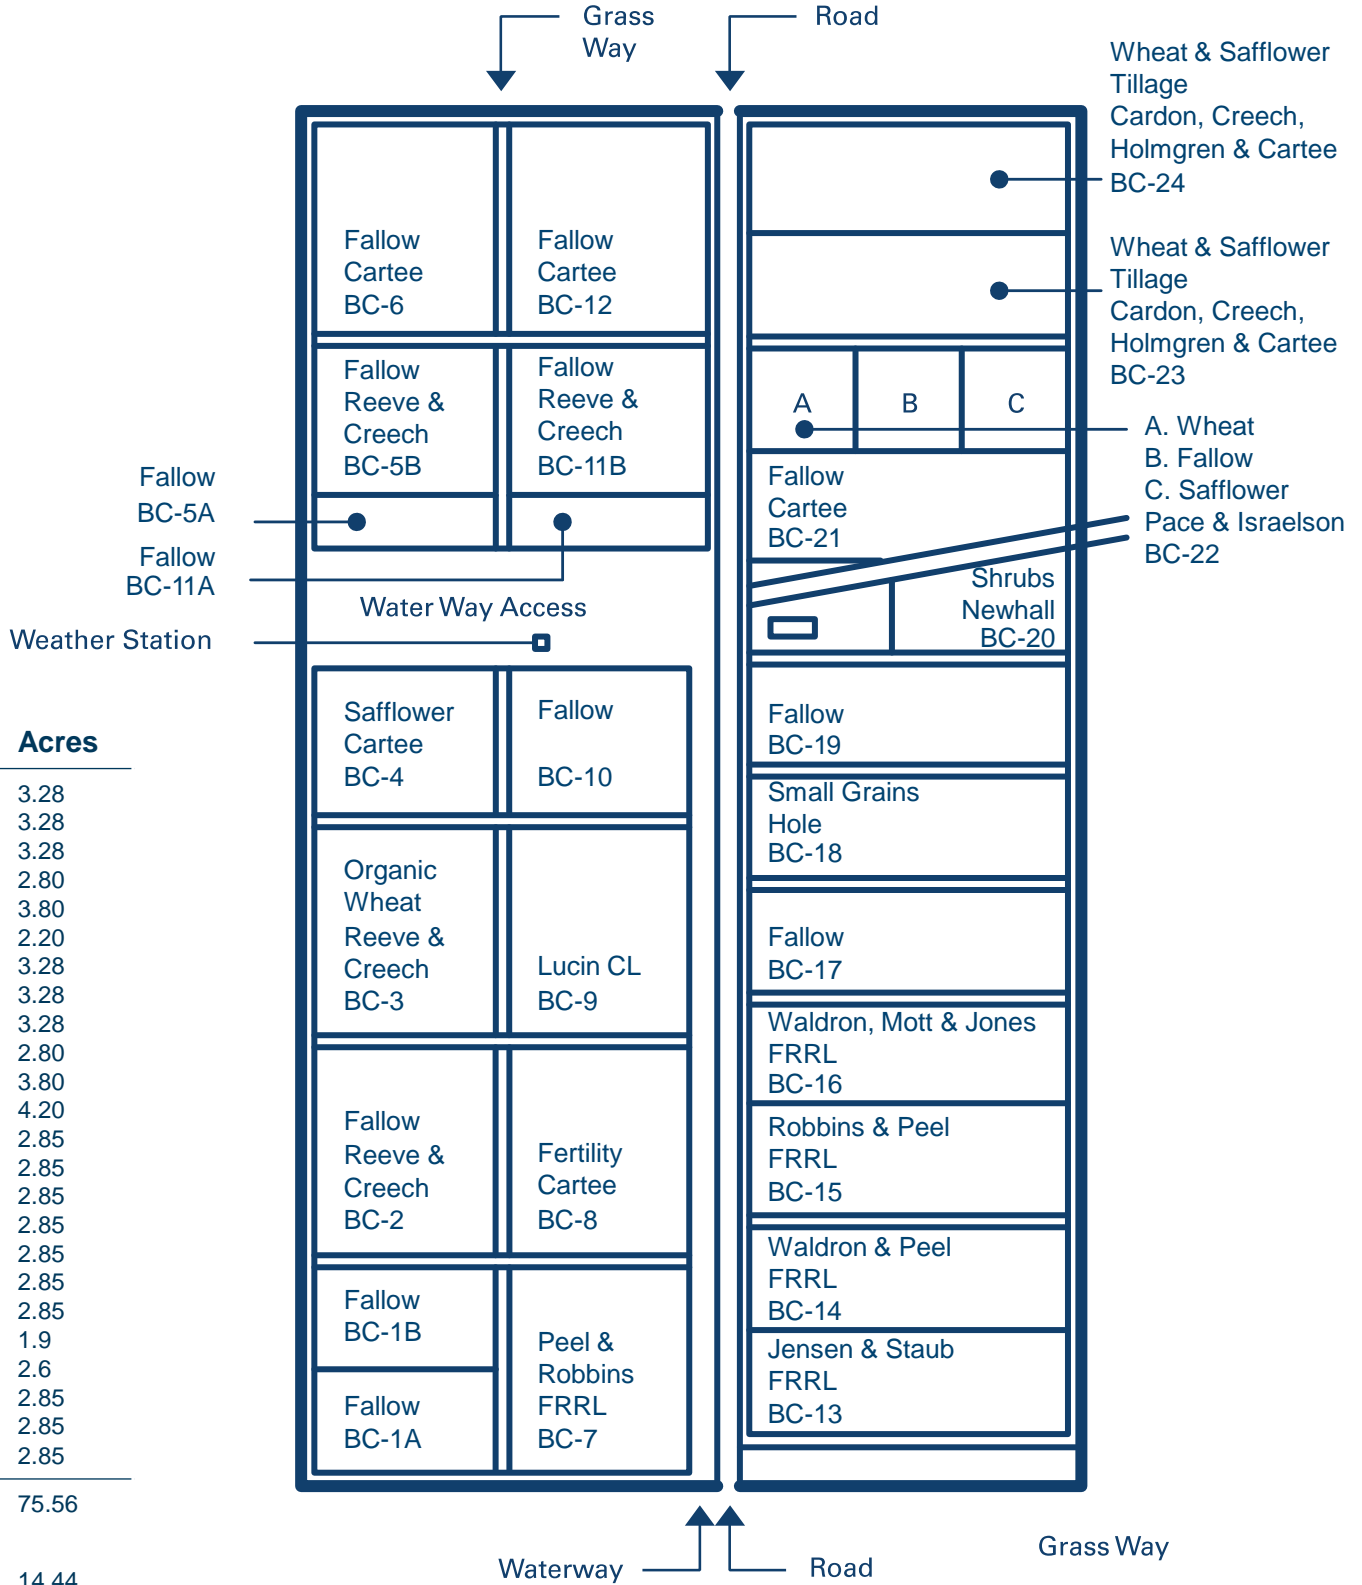 Grass
Way
Road
Wheat & Safflower
Tillage
Cardon, Creech,
Holmgren & Cartee
BC-24
Fallow
Cartee
BC-6
Fallow
Cartee
BC-12
Wheat & Safflower
Tillage
Cardon, Creech,
Holmgren & Cartee
BC-23
Fallow
Reeve &
Creech
BC-5B
Fallow
Reeve &
Creech
BC-11B
A
B
C
A. Wheat
B. Fallow
C. Safflower
Pace & Israelson
BC-22
Fallow
BC-5A
Fallow
BC-11A
Fallow
Cartee
BC-21
Water Way Access
Weather Station
Shrubs
Newhall
BC-20
Safflower
Cartee
BC-4
Fallow
BC-10
Fallow
BC-19
Small Grains
Hole
BC-18
Organic
Wheat
Reeve &
Creech
BC-3
Lucin CL
BC-9
Fallow
BC-17
Waldron, Mott & Jones
FRRL
BC-16
Fallow
Reeve &
Creech
BC-2
Fertility
Cartee
BC-8
Robbins & Peel
FRRL
BC-15
Waldron & Peel
FRRL
BC-14
Fallow
BC-1B
Fallow
BC-1A
Peel &
Robbins
FRRL
BC-7
Jensen & Staub
FRRL
BC-13
Waterway
Road
Grass Way
Acres
3.28
3.28
3.28
2.80
3.80
2.20
3.28
3.28
3.28
2.80
3.80
4.20
2.85
2.85
2.85
2.85
2.85
2.85
2.85
1.9
2.6
2.85
2.85
2.85
75.56
14.44